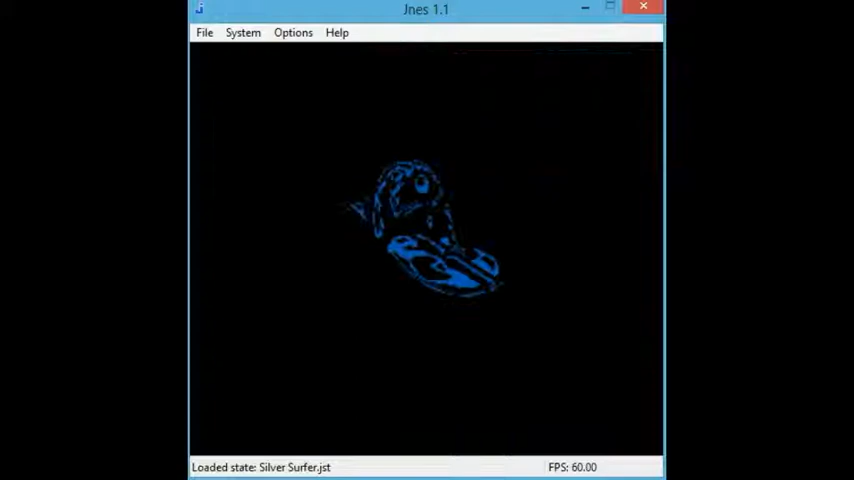 Jnes 1.1
File System Options Help
Loaded state: Silver Surfer.jst FPS: 60.00